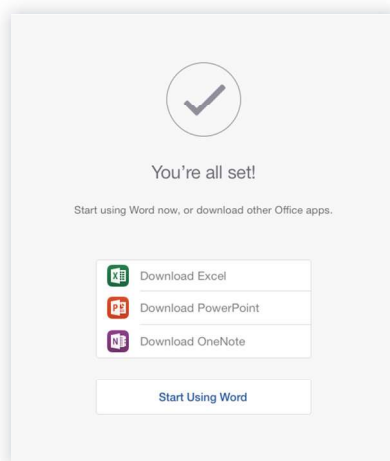 You're all set!
Start using Word now, or download other Office apps.
Download Excel
Download PowerPoint
Download OneNote
Start Using Word